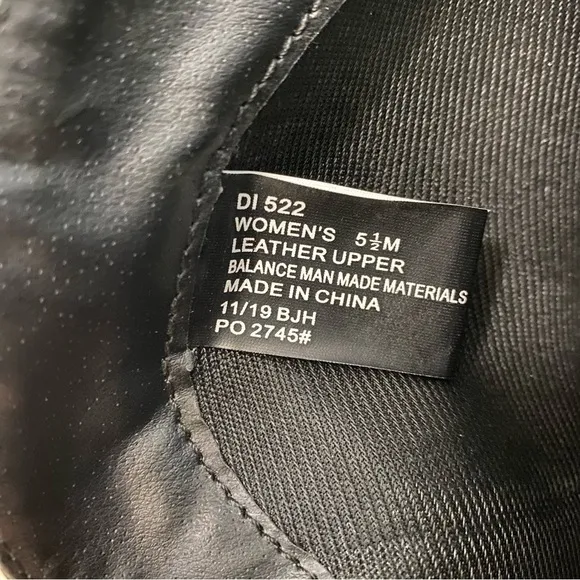 DI 522
WOMEN'S 5½M
LEATHER UPPER
BALANCE MAN MADE MATERIALS
MADE IN CHINA
11/19 BJH
PO 2745#